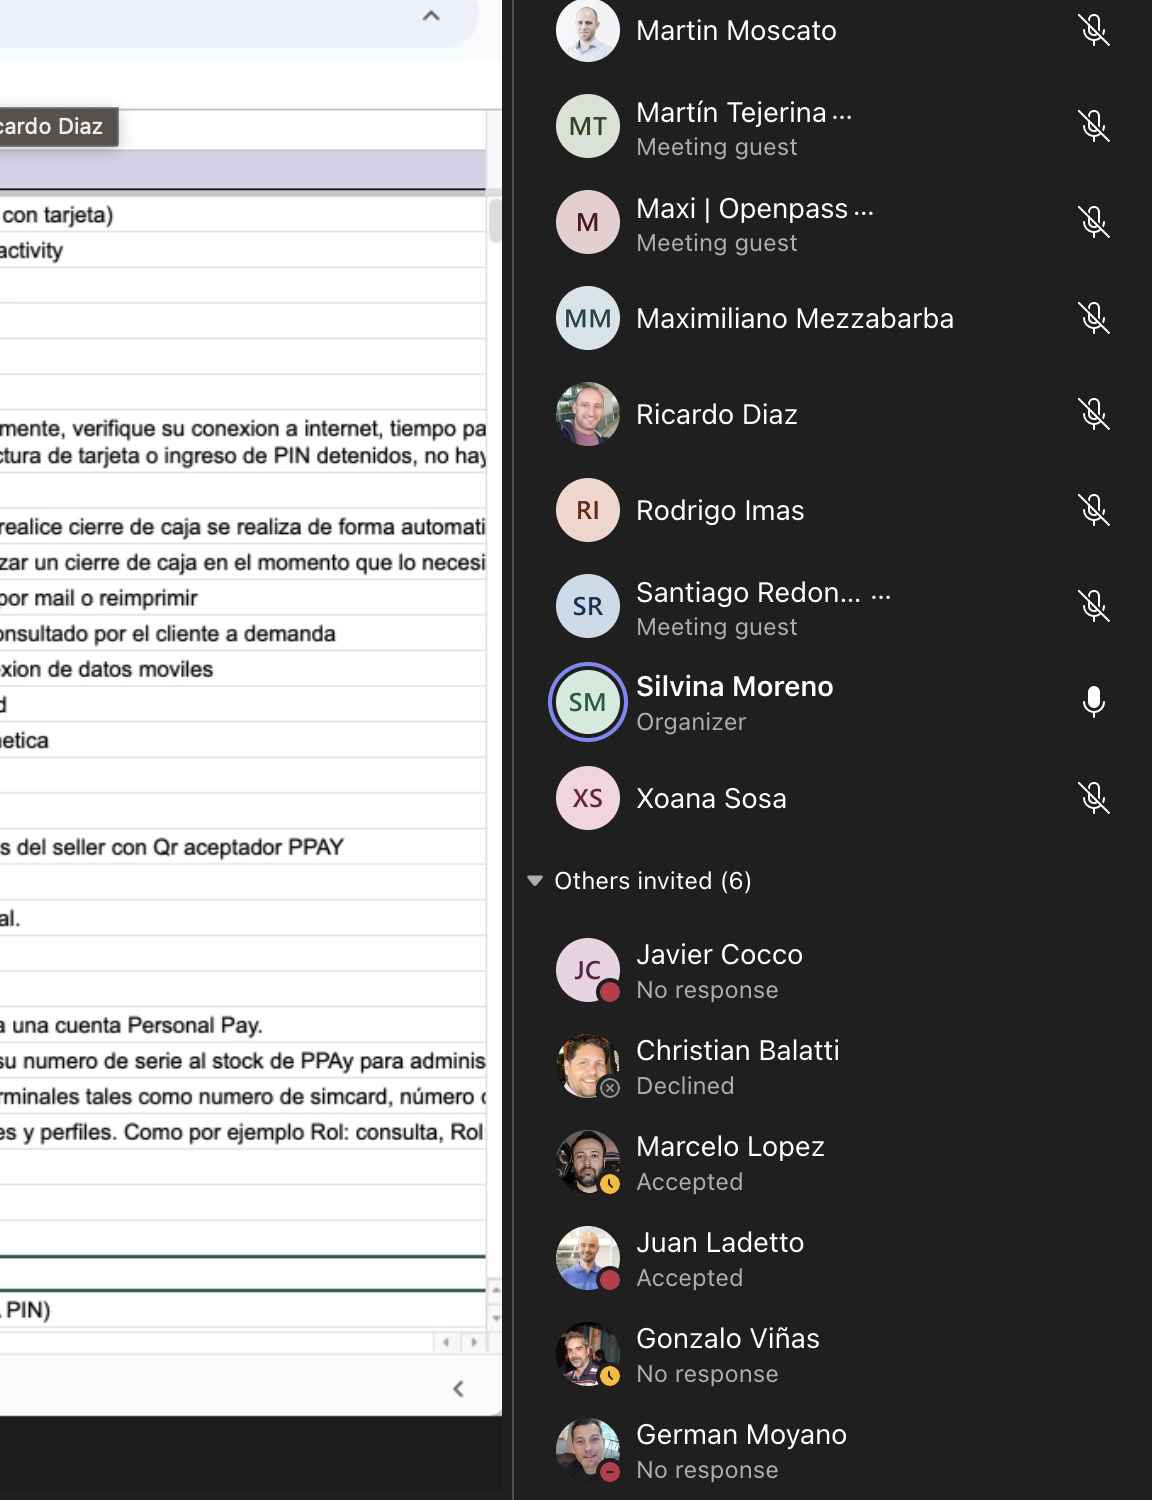 cardo Diaz
con tarjeta)
activity
mente, verifique su conexion a internet, tiempo pa
ctura de tarjeta o ingreso de PIN detenidos, no hay
realice cierre de caja se realiza de forma automati
zar un cierre de caja en el momento que lo necesi
por mail o reimprimir
onsultado por el cliente a demanda
xion de datos moviles
d
netica
s del seller con Qr aceptador PPAY
al.
a una cuenta Personal Pay.
su numero de serie al stock de PPAy para adminis
rminales tales como numero de simcard, número c
es y perfiles. Como por ejemplo Rol: consulta, Rol
PIN)
Martin Moscato
MT
Martín Tejerina ...
Meeting guest
M
Maxi | Openpass ...
Meeting guest
MM
Maximiliano Mezzabarba
Ricardo Diaz
RI
Rodrigo Imas
SR
Santiago Redon... ...
Meeting guest
SM
Silvina Moreno
Organizer
XS
Xoana Sosa
Others invited (6)
JC
Javier Cocco
No response
Christian Balatti
Declined
Marcelo Lopez
Accepted
Juan Ladetto
Accepted
Gonzalo Viñas
No response
German Moyano
No response